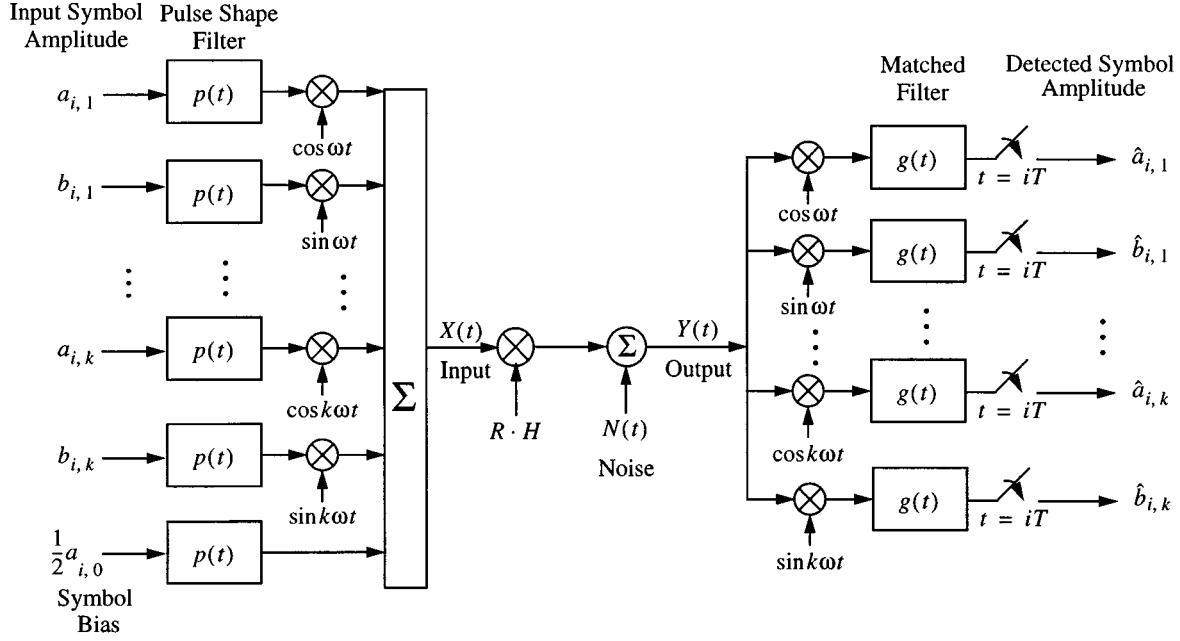 Input Symbol
Amplitude
Pulse Shape
Filter
a_{i, 1}
p(t)
cos ωt
b_{i, 1}
p(t)
sin ωt
a_{i, k}
p(t)
cos kωt
b_{i, k}
p(t)
sin kωt
½ a_{i, 0}
p(t)
Symbol
Bias
Σ
X(t)
Input
R · H
Σ
N(t)
Noise
Y(t)
Output
Matched
Filter
Detected Symbol
Amplitude
cos ωt
g(t)
t = iT
â_{i, 1}
sin ωt
g(t)
t = iT
b̂_{i, 1}
cos kωt
g(t)
t = iT
â_{i, k}
sin kωt
g(t)
t = iT
b̂_{i, k}